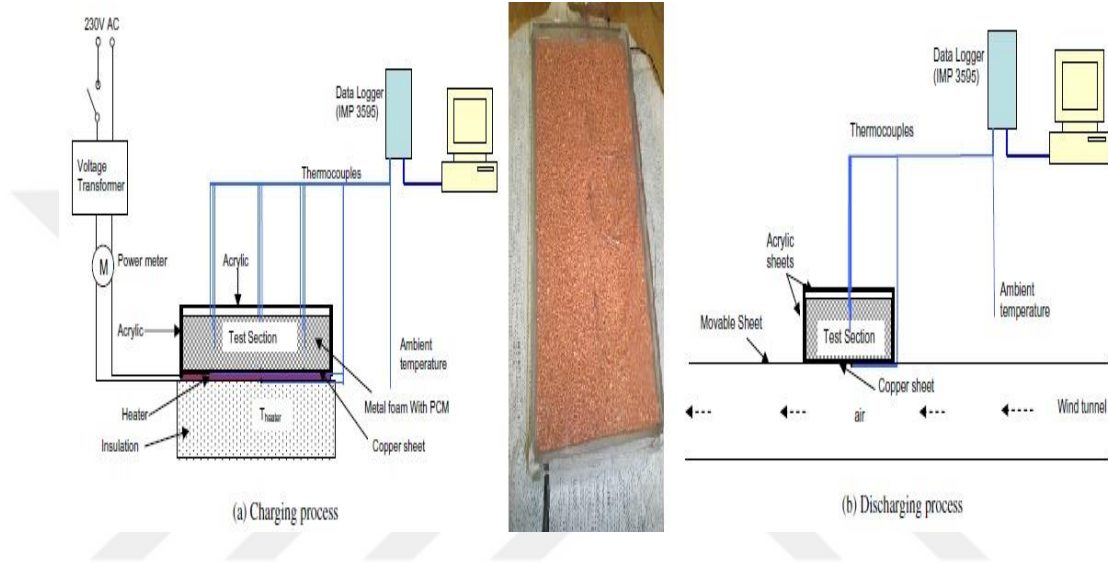 230V AC
Voltage
Transformer
M
Power meter
Acrylic
Acrylic
Test Section
Thermocouples
Data Logger
(IMP 3595)
Ambient
temperature
Heater
Insulation
Theater
Metal foam With PCM
Copper sheet
(a) Charging process
Data Logger
(IMP 3595)
Thermocouples
Acrylic
sheets
Ambient
temperature
Movable Sheet
Test Section
Copper sheet
air
Wind tunnel
(b) Discharging process